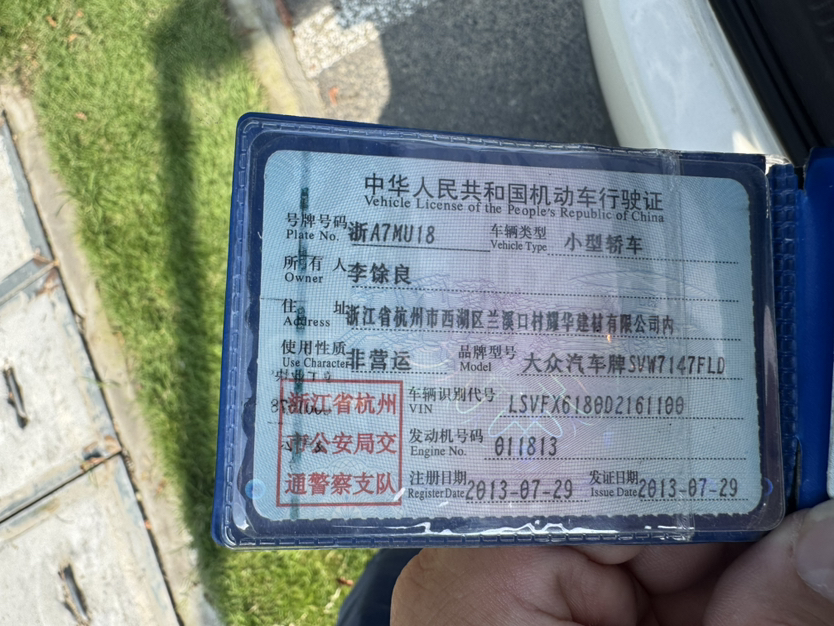 中华人民共和国机动车行驶证
Vehicle License of the People's Republic of China
号牌号码 浙A7MU18 车辆类型 小型轿车
Plate No. Vehicle Type
所有人 李馀良
Owner
住址 浙江省杭州市西湖区兰溪口村耀华建材有限公司内
Address
使用性质 非营运 品牌型号 大众汽车牌SVW7147FLD
Use Character Model
浙江省杭州
市公安局交
通警察支队
车辆识别代号 LSVFX6180D2161100
VIN
发动机号码 011813
Engine No.
注册日期 2013-07-29 发证日期 2013-07-29
Register Date Issue Date